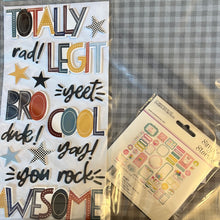 TOTALLY
rad! LEGIT
yeet
BRO COOL
dude! yay!
you rock
WESOME